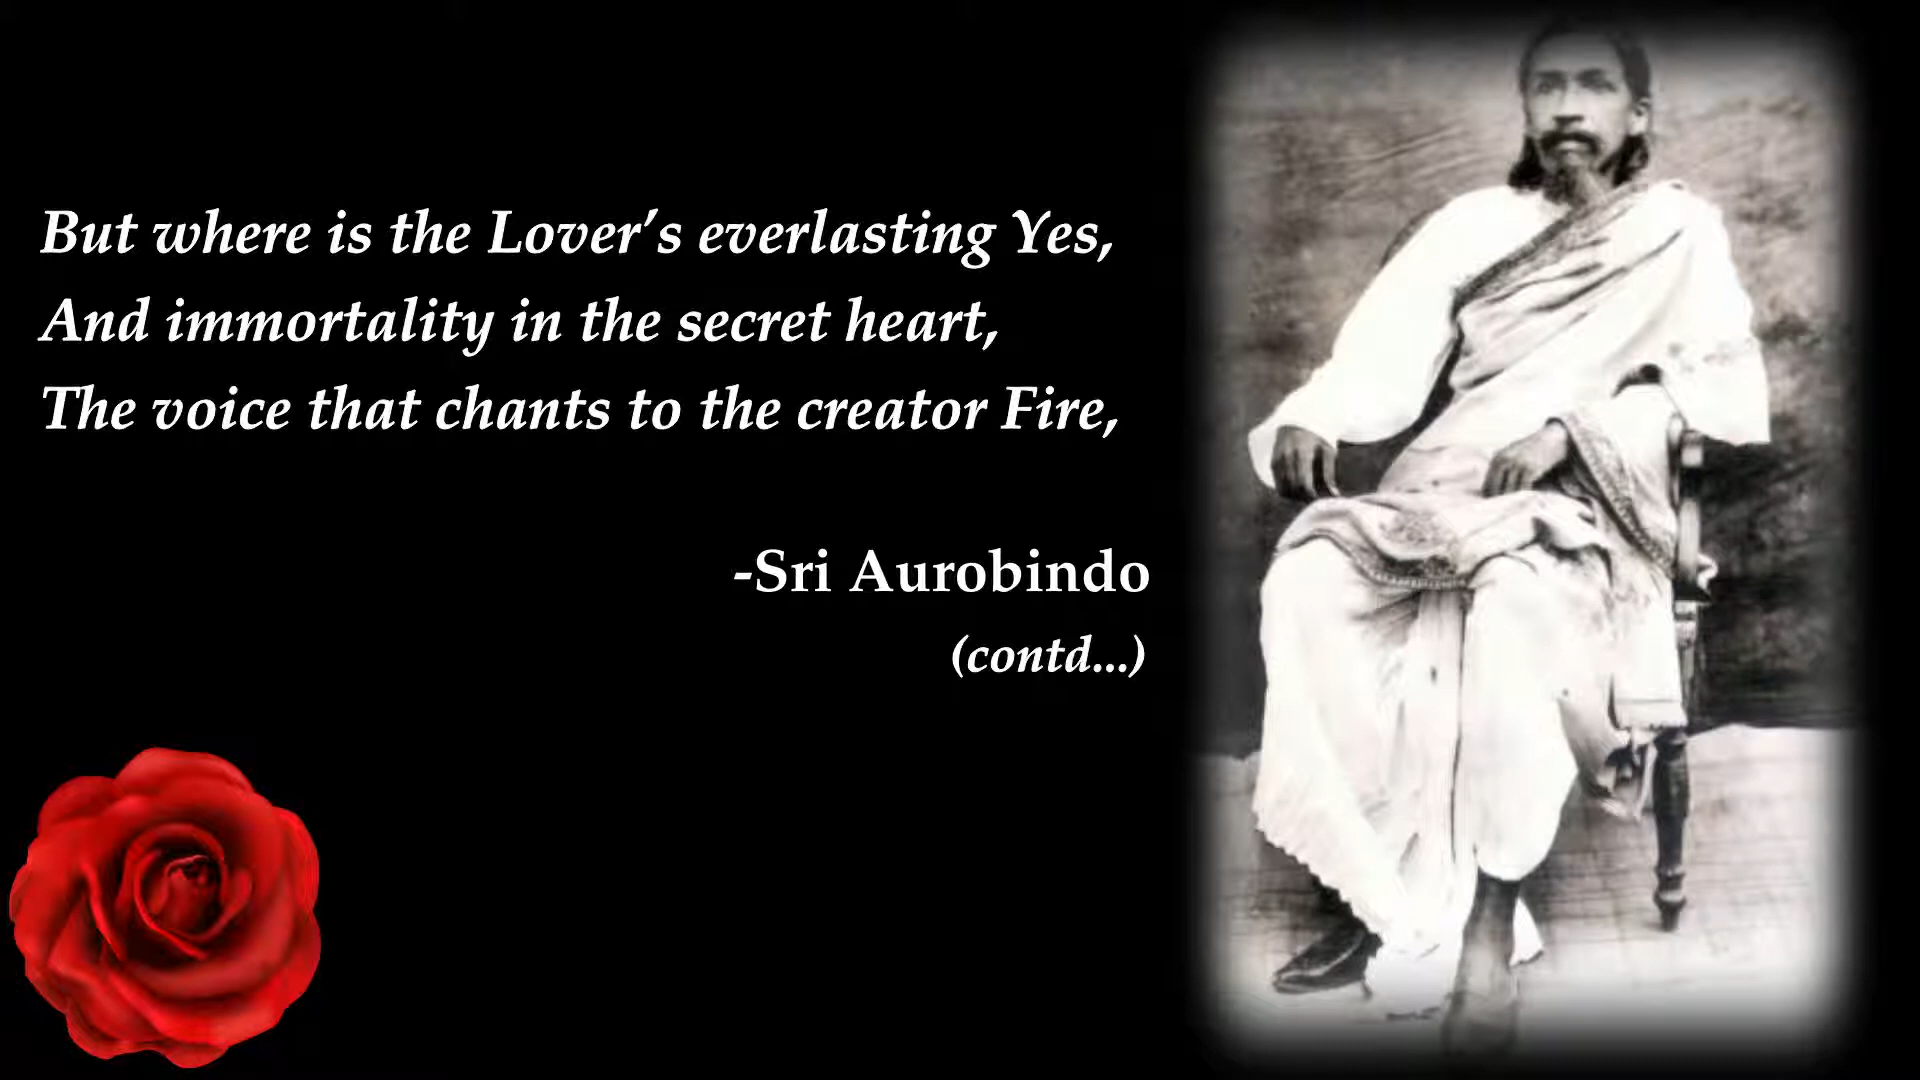 But where is the Lover’s everlasting Yes,
And immortality in the secret heart,
The voice that chants to the creator Fire,
-Sri Aurobindo
(contd...)